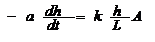 - a dh/dt = k h/L A